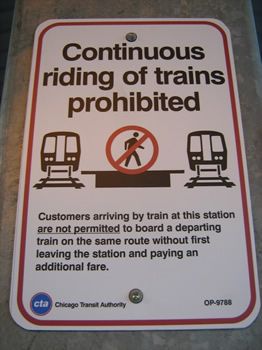 Continuous
riding of trains
prohibited
Customers arriving by train at this station
are not permitted to board a departing
train on the same route without first
leaving the station and paying an
additional fare.
cta Chicago Transit Authority OP-9788